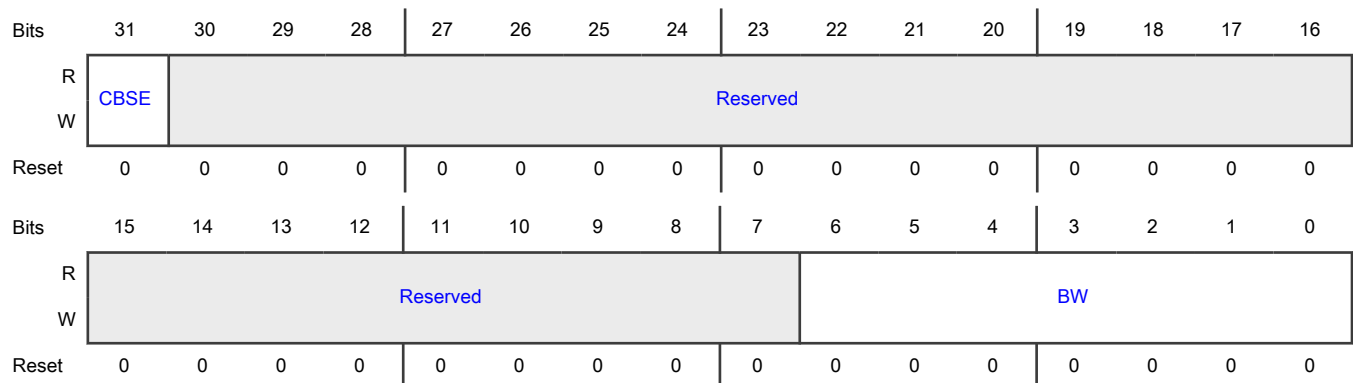 Bits 31 30 29 28 27 26 25 24 23 22 21 20 19 18 17 16
R
CBSE Reserved
W
Reset 0 0 0 0 0 0 0 0 0 0 0 0 0 0 0 0
Bits 15 14 13 12 11 10 9 8 7 6 5 4 3 2 1 0
R
Reserved BW
W
Reset 0 0 0 0 0 0 0 0 0 0 0 0 0 0 0 0